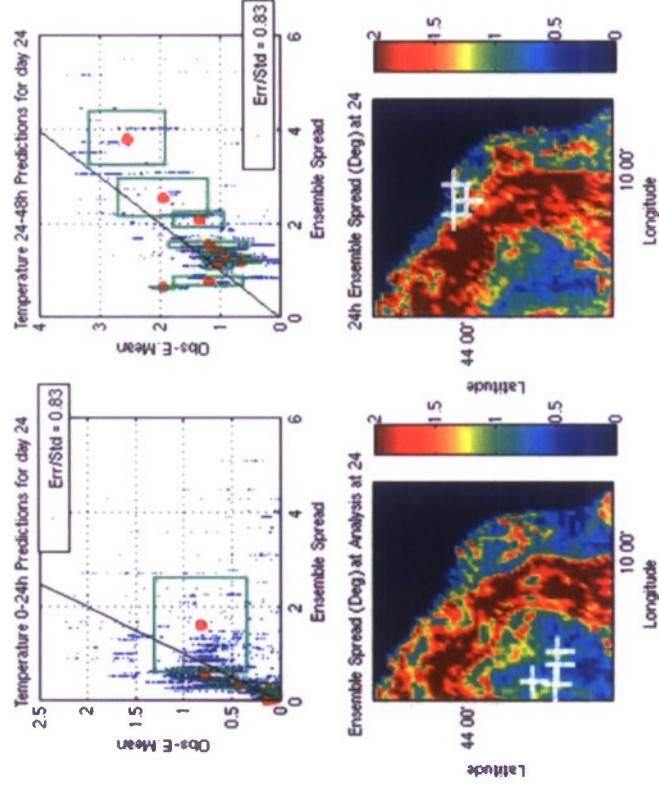 Temperature 0-24h Predictions for day 24
2.5
2
1.5
1
0.5
0
Obs-E.Mean
Err/Std = 0.83
0
2
4
6
Ensemble Spread
Temperature 24-48h Predictions for day 24
4
3
2
1
0
Obs-E.Mean
Err/Std = 0.83
0
2
4
6
Ensemble Spread
Ensemble Spread (Deg) at Analysis at 24
44 00'
Latitude
10 00'
Longitude
2
1.5
1
0.5
0
24h Ensemble Spread (Deg) at 24
44 00'
Latitude
10 00'
Longitude
2
1.5
1
0.5
0